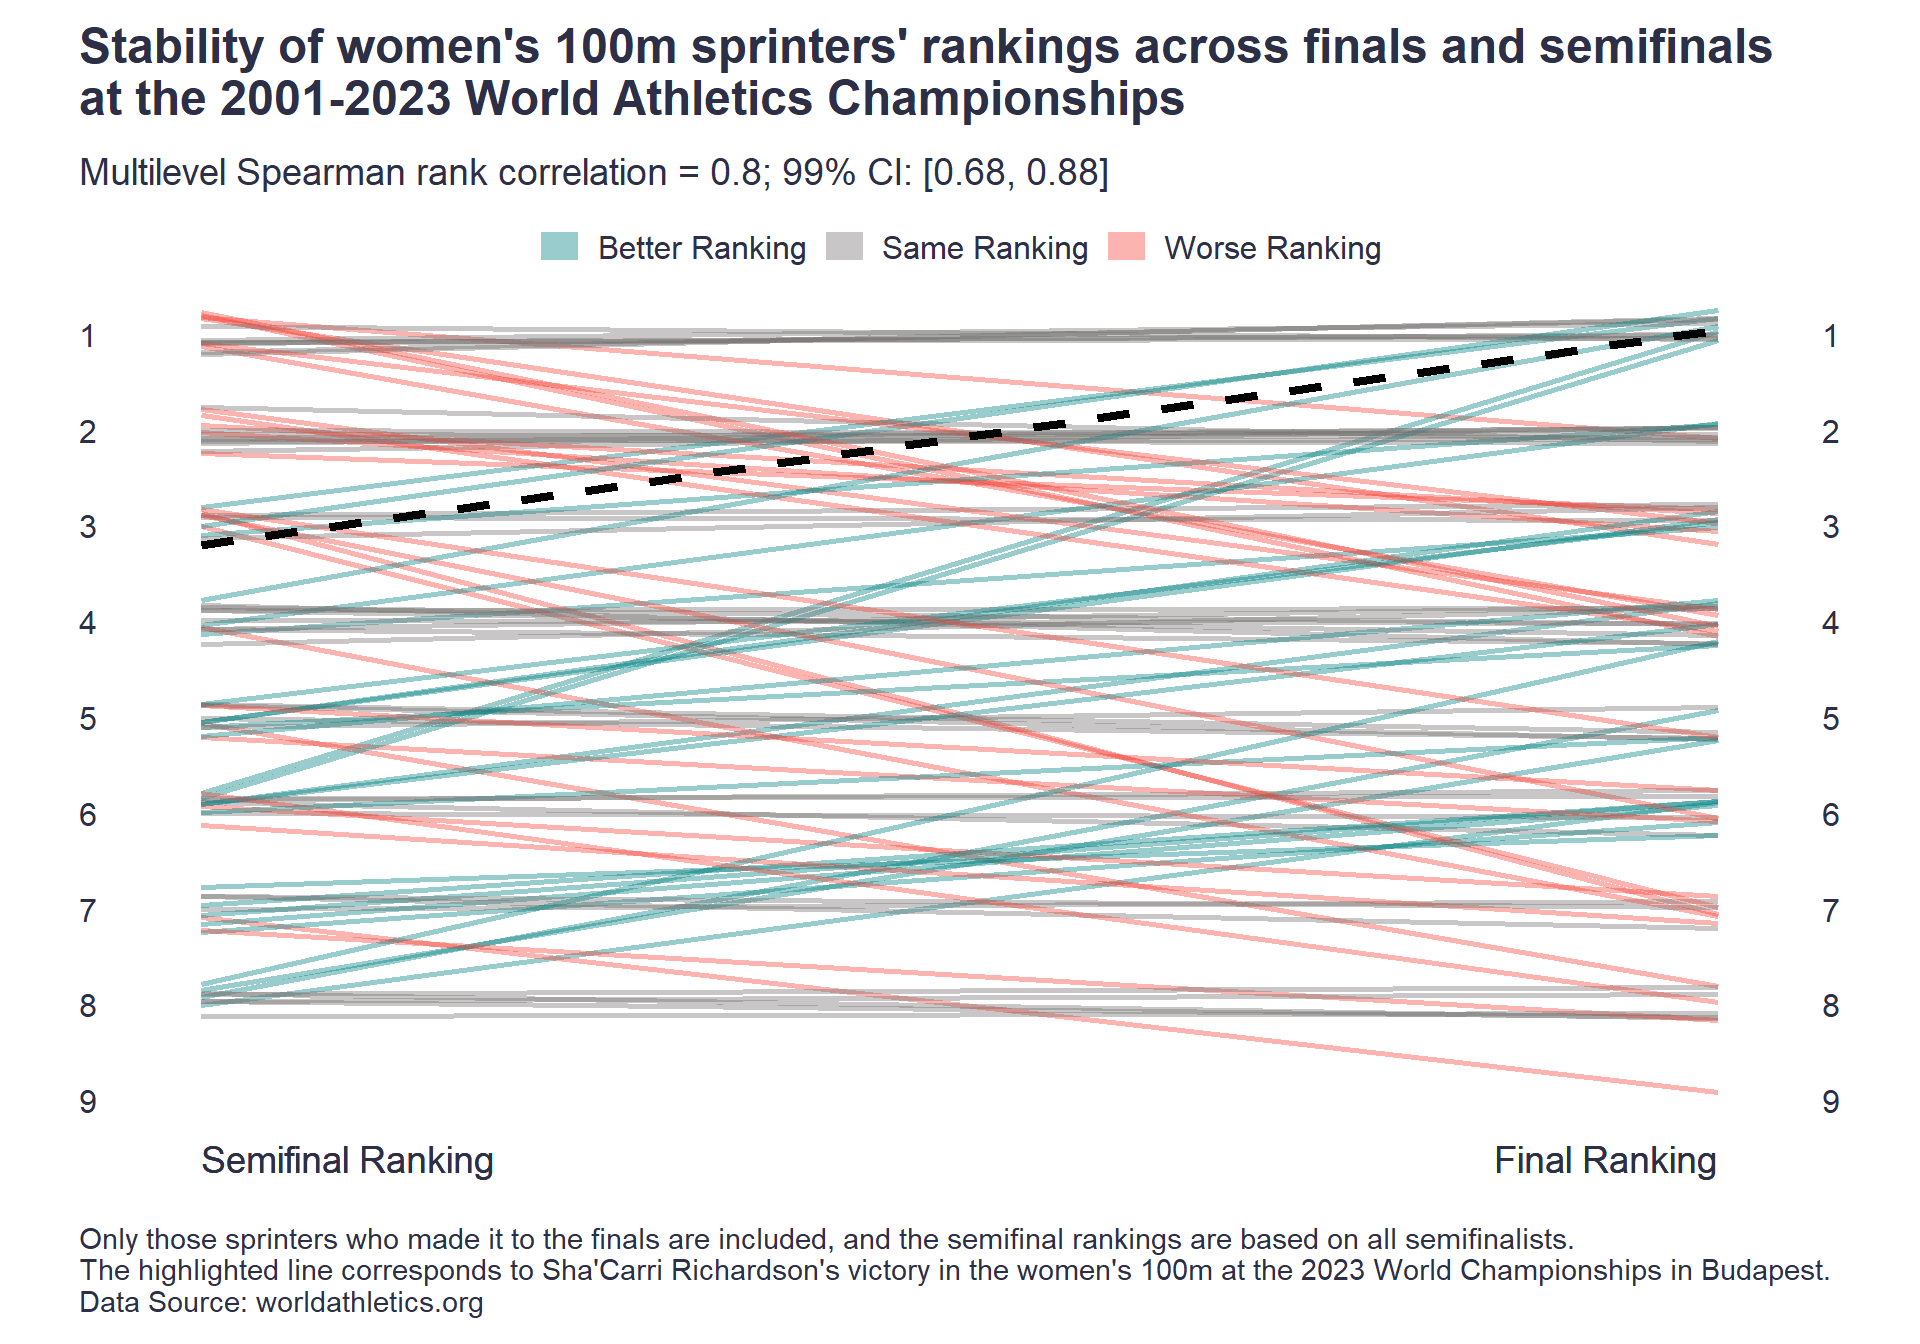 Stability of women's 100m sprinters' rankings across finals and semifinals
at the 2001-2023 World Athletics Championships
Multilevel Spearman rank correlation = 0.8; 99% CI: [0.68, 0.88]
Better Ranking Same Ranking Worse Ranking
1 1
2 2
3 3
4 4
5 5
6 6
7 7
8 8
9 9
Semifinal Ranking Final Ranking
Only those sprinters who made it to the finals are included, and the semifinal rankings are based on all semifinalists.
The highlighted line corresponds to Sha'Carri Richardson's victory in the women's 100m at the 2023 World Championships in Budapest.
Data Source: worldathletics.org